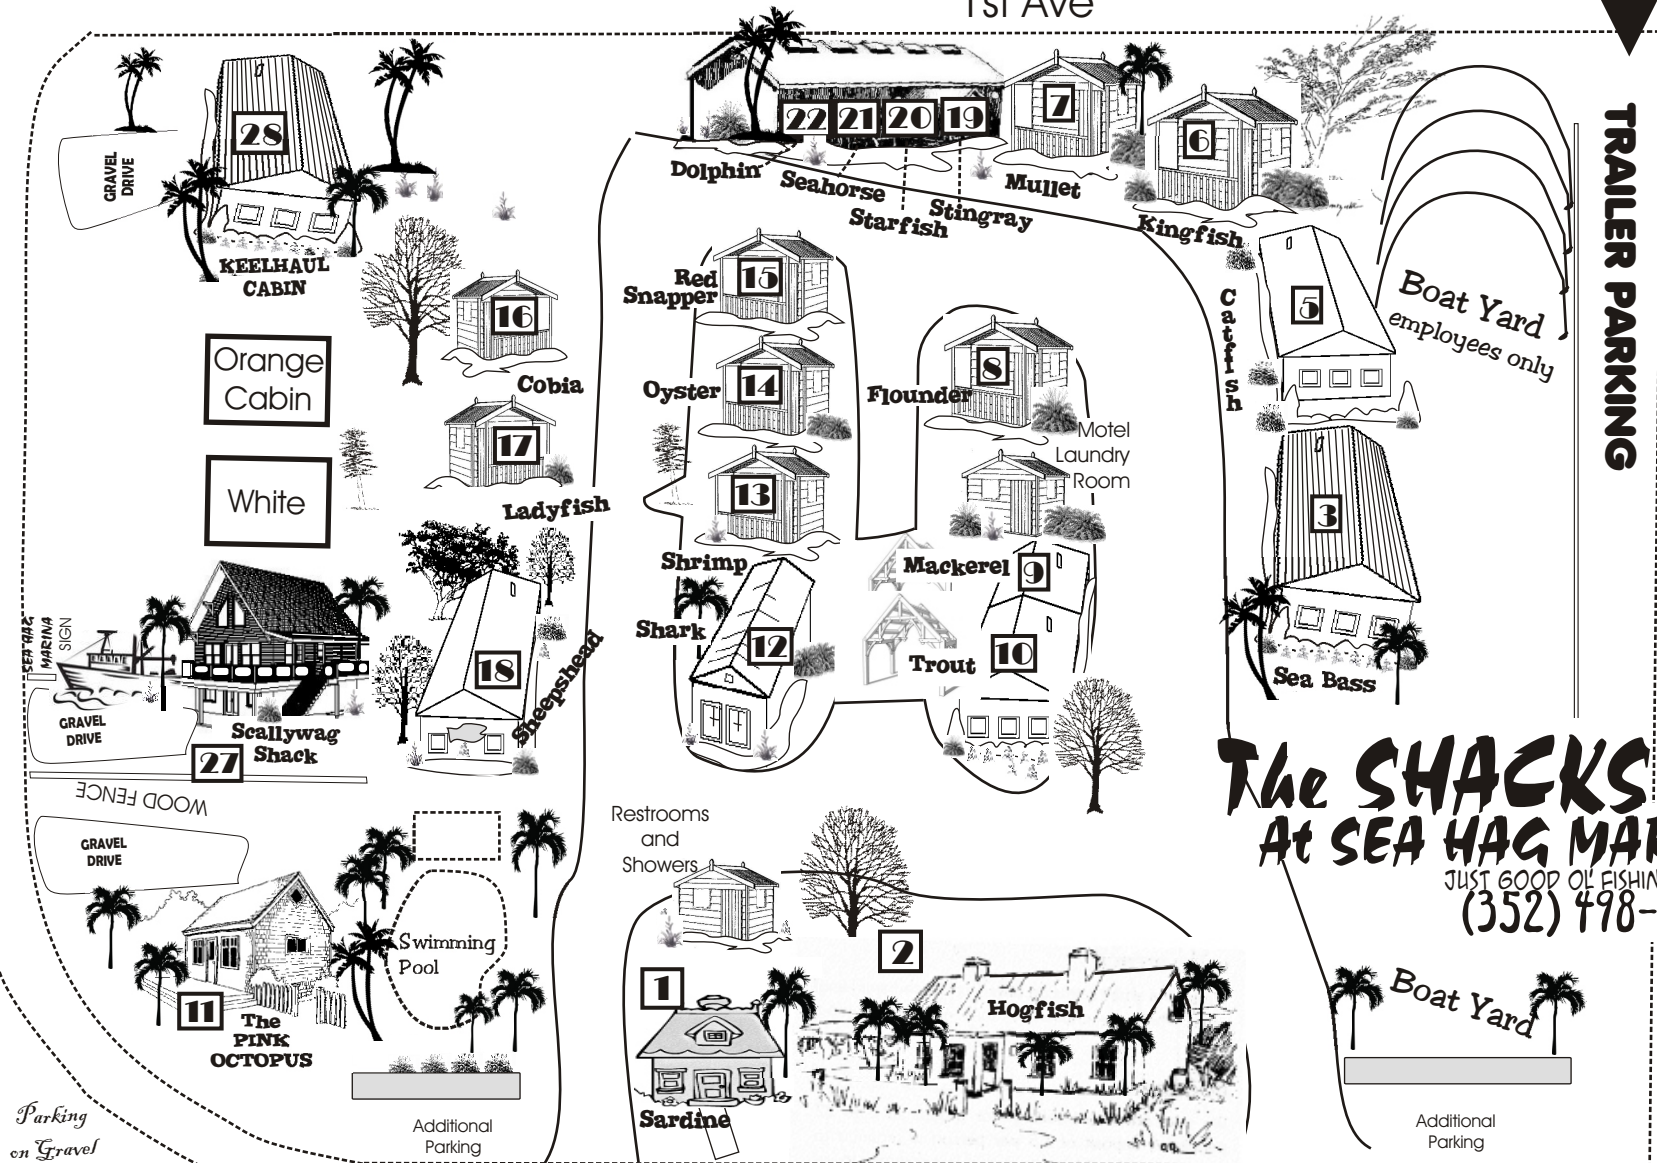 1st Ave
TRAILER PARKING
28
GRAVEL
DRIVE
KEELHAUL
CABIN
22
21
20
19
7
6
Dolphin
Seahorse
Starfish
Stingray
Mullet
Kingfish
Red
Snapper
15
16
Cobia
Orange
Cabin
Oyster
14
Flounder
8
Catfish
5
Boat Yard
employees only
17
Ladyfish
White
13
Shrimp
Motel
Laundry
Room
3
Sea Bass
Mackerel
9
Shark
12
Trout
10
18
Sheepshead
SEA HAG
MARINA
SIGN
GRAVEL
DRIVE
Scallywag
Shack
27
WOOD FENCE
GRAVEL
DRIVE
The SHACKS
At SEA HAG MAR
JUST GOOD OL' FISHIN
(352) 498-
Restrooms
and
Showers
Swimming
Pool
11
The
PINK
OCTOPUS
1
Sardine
2
Hogfish
Boat Yard
Additional
Parking
Additional
Parking
Parking
on Gravel